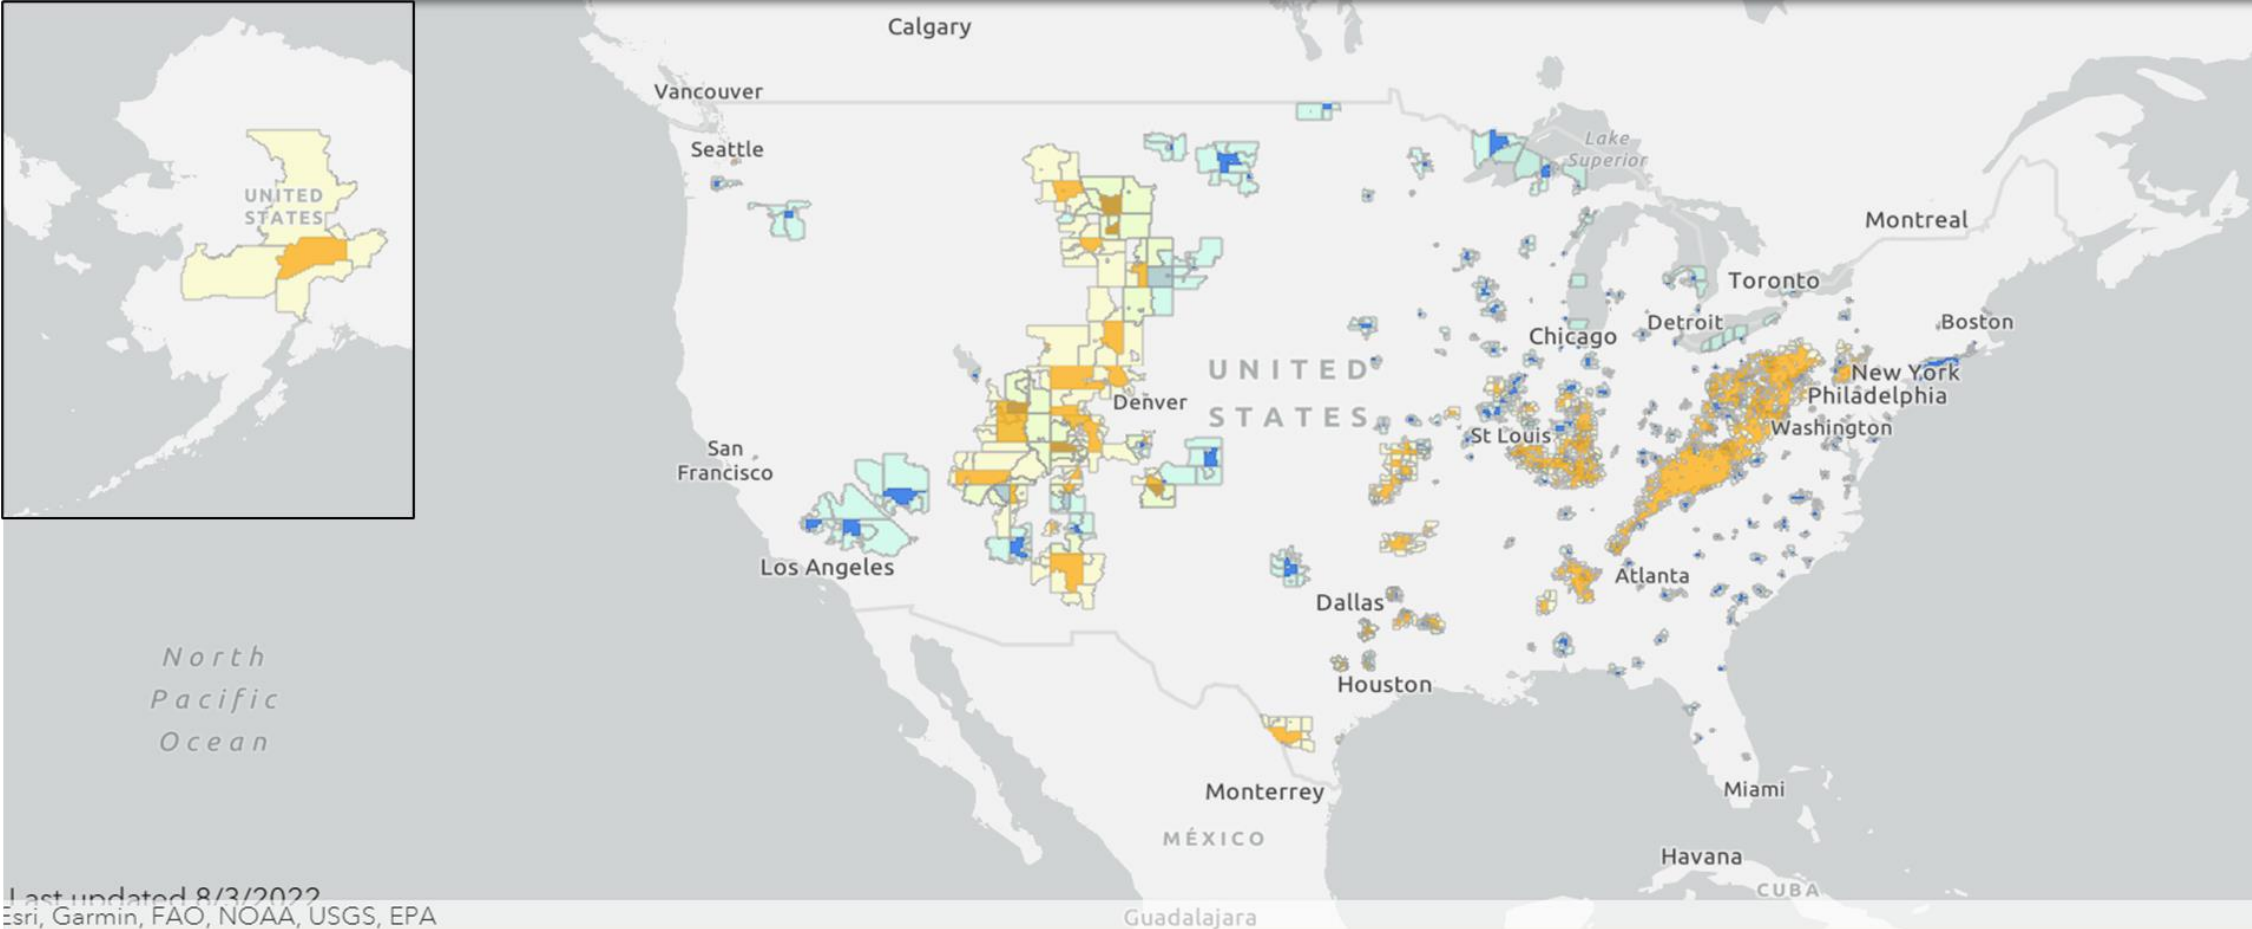 Calgary
Vancouver
Seattle
Lake
Superior
UNITED
STATES
Montreal
Toronto
Boston
Detroit
Chicago
New York
UNITED
STATES
Denver
Philadelphia
Washington
St Louis
San
Francisco
Los Angeles
Atlanta
Dallas
North
Pacific
Ocean
Houston
Monterrey
Miami
MÉXICO
Havana
CUBA
Last updated 8/3/2022
Esri, Garmin, FAO, NOAA, USGS, EPA
Guadalajara